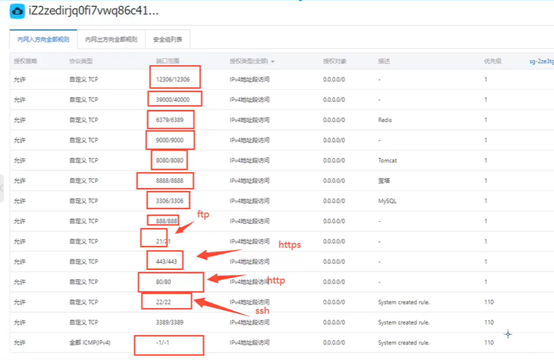 iZ2zedirjq0fi7vwq86c41...
内网入方向全部规则 内网出方向全部规则 安全组列表
授权策略 协议类型 端口范围 授权类型(全部) 授权对象 描述 优先级
允许 自定义 TCP 12306/12306 IPv4地址段访问 0.0.0.0/0 - 1
允许 自定义 TCP 39000/40000 IPv4地址段访问 0.0.0.0/0 - 1
允许 自定义 TCP 6379/6389 IPv4地址段访问 0.0.0.0/0 Redis 1
允许 自定义 TCP 9000/9000 IPv4地址段访问 0.0.0.0/0 - 1
允许 自定义 TCP 8080/8080 IPv4地址段访问 0.0.0.0/0 Tomcat 1
允许 自定义 TCP 8888/8888 IPv4地址段访问 0.0.0.0/0 宝塔 1
允许 自定义 TCP 3306/3306 IPv4地址段访问 0.0.0.0/0 MySQL 1
允许 自定义 TCP 888/888 IPv4地址段访问 0.0.0.0/0 - 1
ftp
允许 自定义 TCP 21/21 IPv4地址段访问 0.0.0.0/0 - 1
https
允许 自定义 TCP 443/443 IPv4地址段访问 0.0.0.0/0 - 1
允许 自定义 TCP 80/80 http IPv4地址段访问 0.0.0.0/0 - 1
允许 自定义 TCP 22/22 IPv4地址段访问 0.0.0.0/0 System created rule. 110
ssh
允许 自定义 TCP 3389/3389 IPv4地址段访问 0.0.0.0/0 System created rule. 110
允许 全部 ICMP(IPv4) -1/-1 IPv4地址段访问 0.0.0.0/0 System created rule. 110